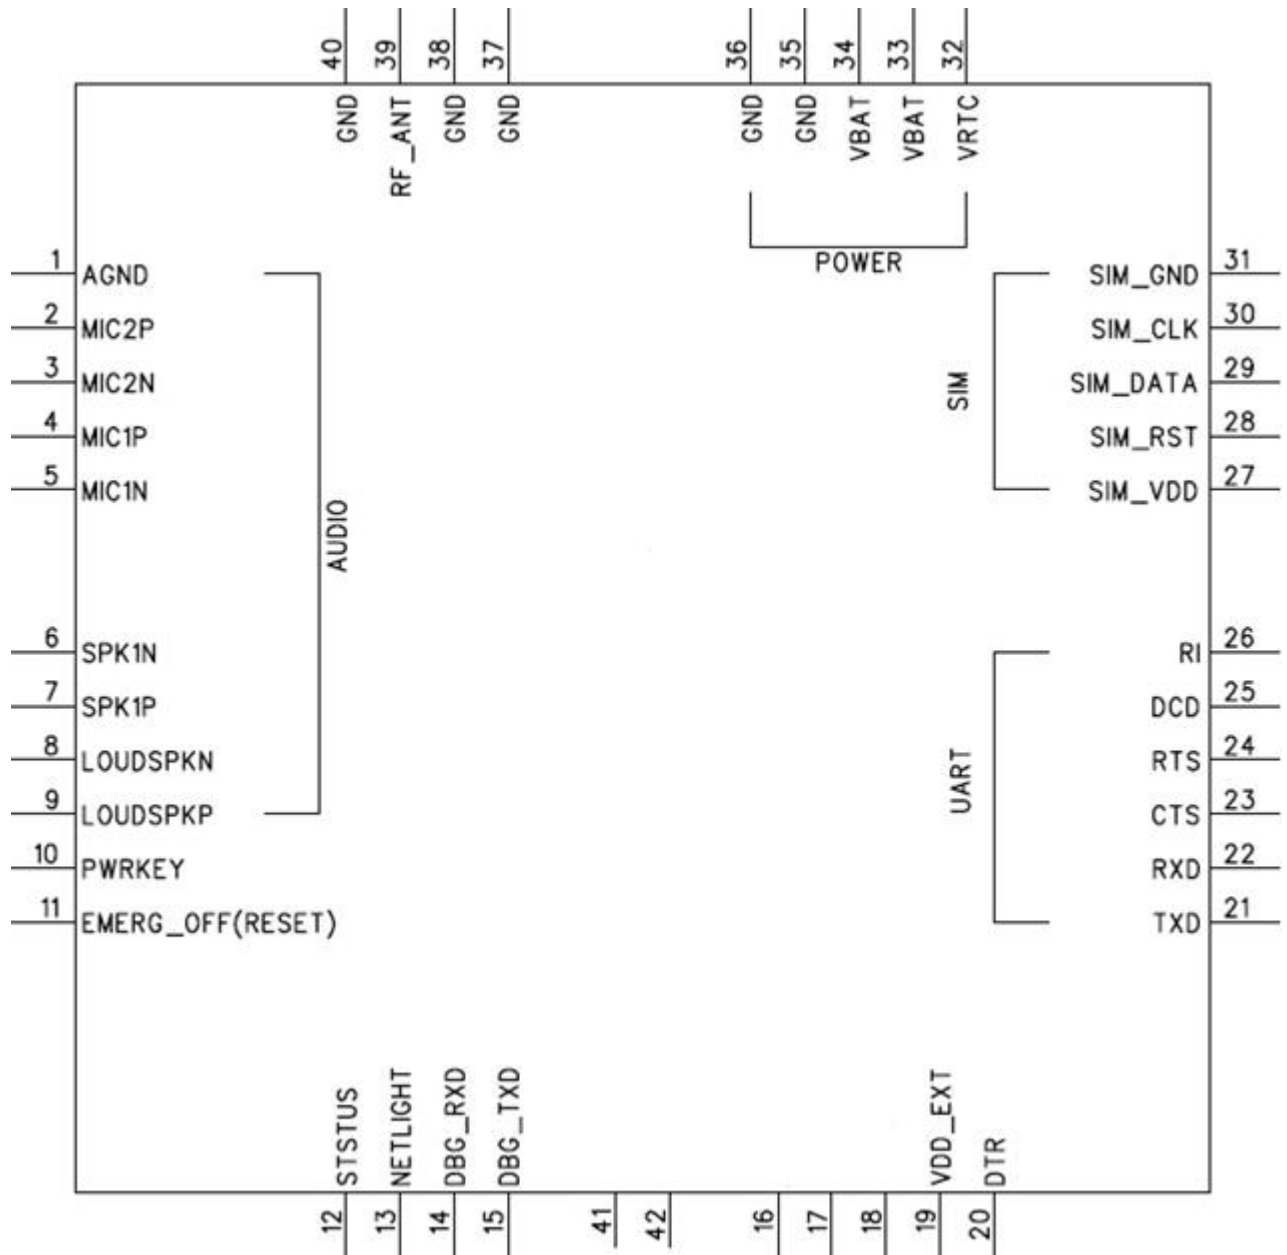 40 39 38 37 36 35 34 33 32
GND RF_ANT GND GND GND GND VBAT VBAT VRTC
POWER
1 AGND
2 MIC2P
3 MIC2N
4 MIC1P
5 MIC1N
AUDIO
6 SPK1N
7 SPK1P
8 LOUDSPKN
9 LOUDSPKP
10 PWRKEY
11 EMERG_OFF(RESET)
SIM_GND 31
SIM_CLK 30
SIM_DATA 29
SIM_RST 28
SIM_VDD 27
SIM
RI 26
DCD 25
RTS 24
CTS 23
RXD 22
TXD 21
UART
STSTUS NETLIGHT DBG_RXD DBG_TXD VDD_EXT DTR
12 13 14 15 41 42 16 17 18 19 20